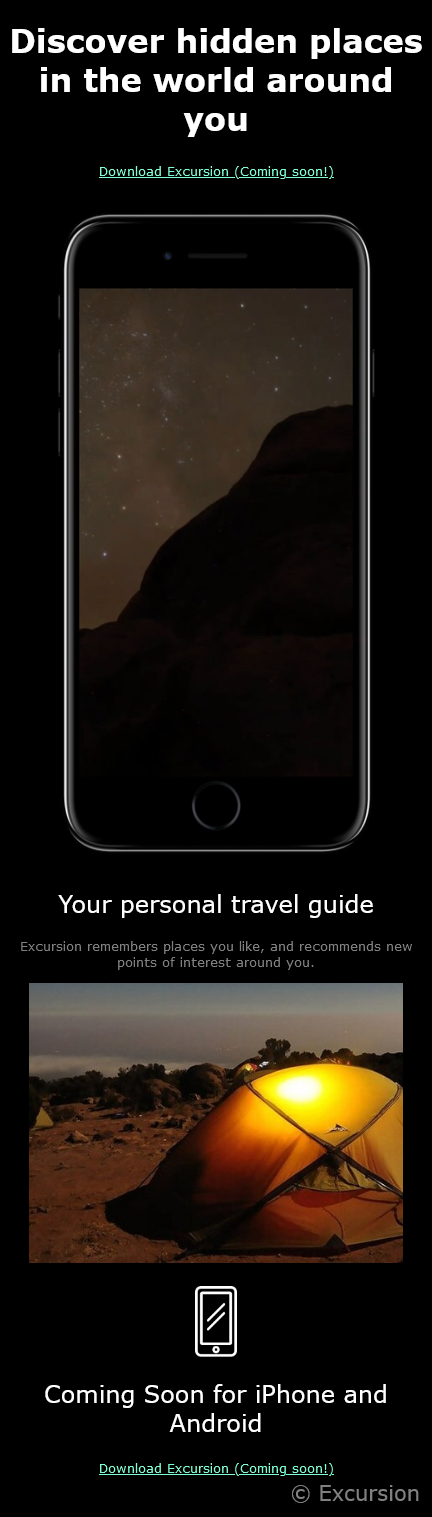 Discover hidden places
in the world around
you
Download Excursion (Coming soon!)
Your personal travel guide
Excursion remembers places you like, and recommends new
points of interest around you.
Coming Soon for iPhone and
Android
Download Excursion (Coming soon!)
© Excursion